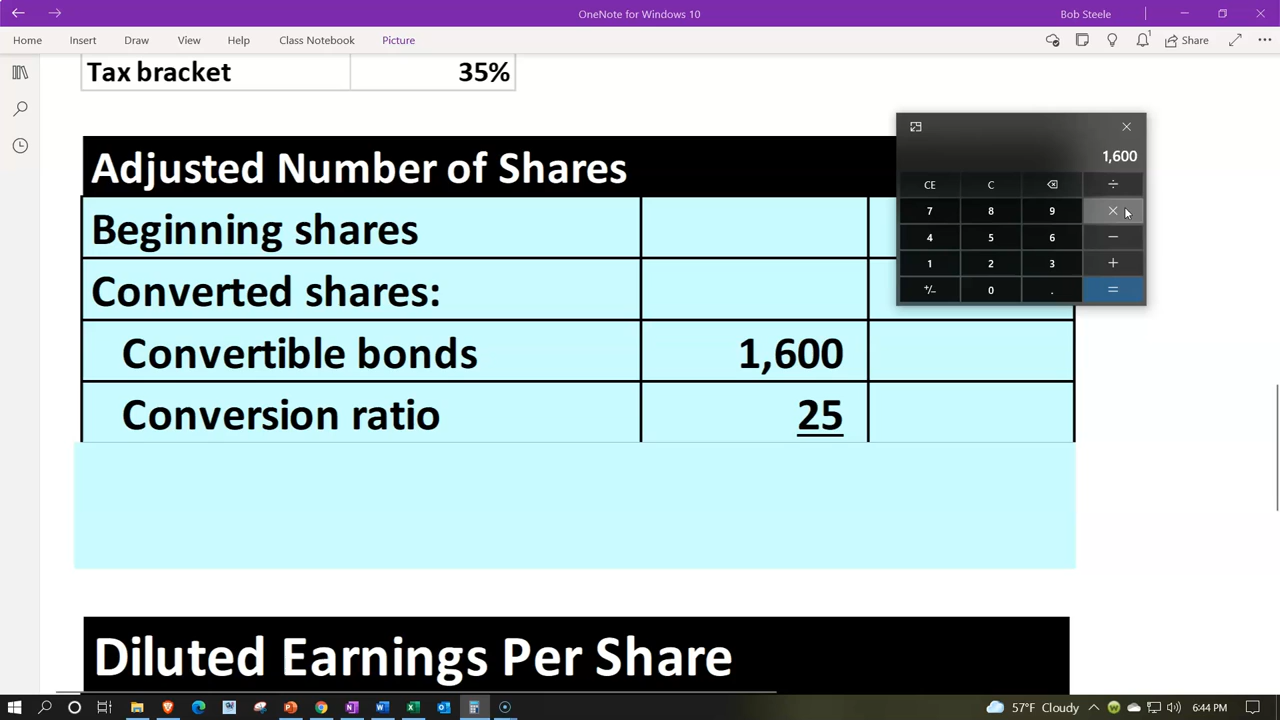 OneNote for Windows 10
Bob Steele
Home Insert Draw View Help Class Notebook Picture
1 Share
Tax bracket 35%
Adjusted Number of Shares
Beginning shares
Converted shares:
Convertible bonds 1,600
Conversion ratio 25
1,600
CE C ÷
7 8 9 ×
4 5 6 −
1 2 3 +
+/− 0 . =
Diluted Earnings Per Share
57°F Cloudy 6:44 PM